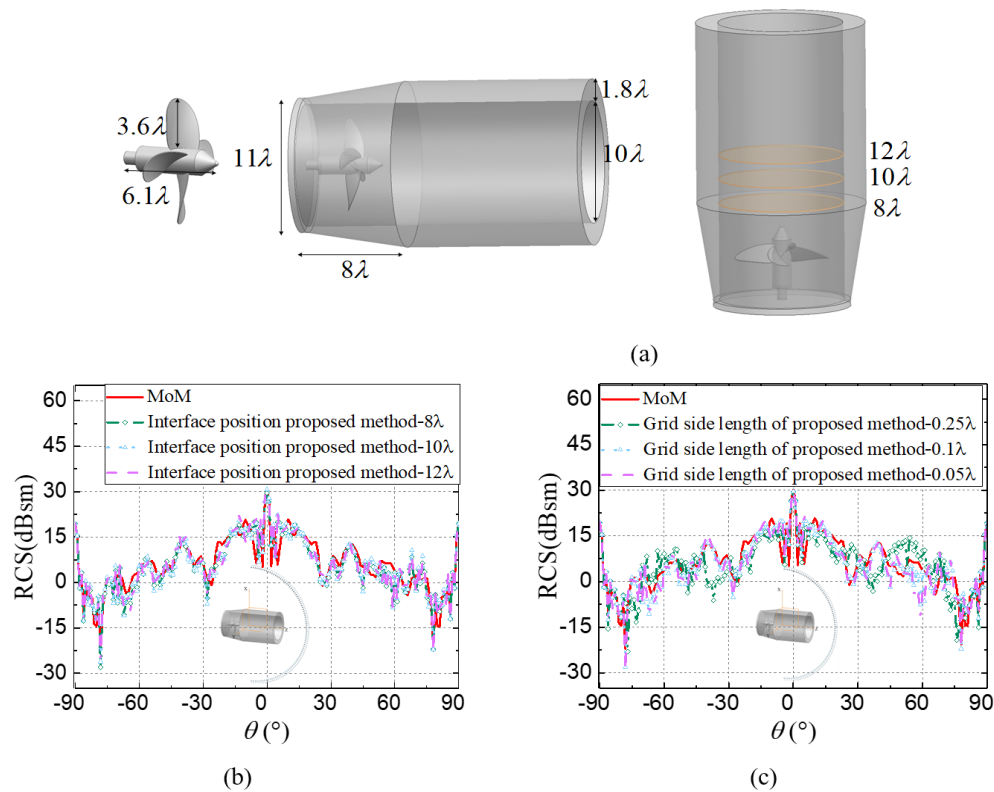 3.6λ
6.1λ
11λ
8λ
1.8λ
10λ
12λ
10λ
8λ
(a)
60
45
30
15
0
-15
-30
RCS(dBsm)
MoM
Interface position proposed method-8λ
Interface position proposed method-10λ
Interface position proposed method-12λ
-90
-60
-30
0
30
60
90
θ (°)
(b)
60
45
30
15
0
-15
-30
RCS(dBsm)
MoM
Grid side length of proposed method-0.25λ
Grid side length of proposed method-0.1λ
Grid side length of proposed method-0.05λ
-90
-60
-30
0
30
60
90
θ (°)
(c)